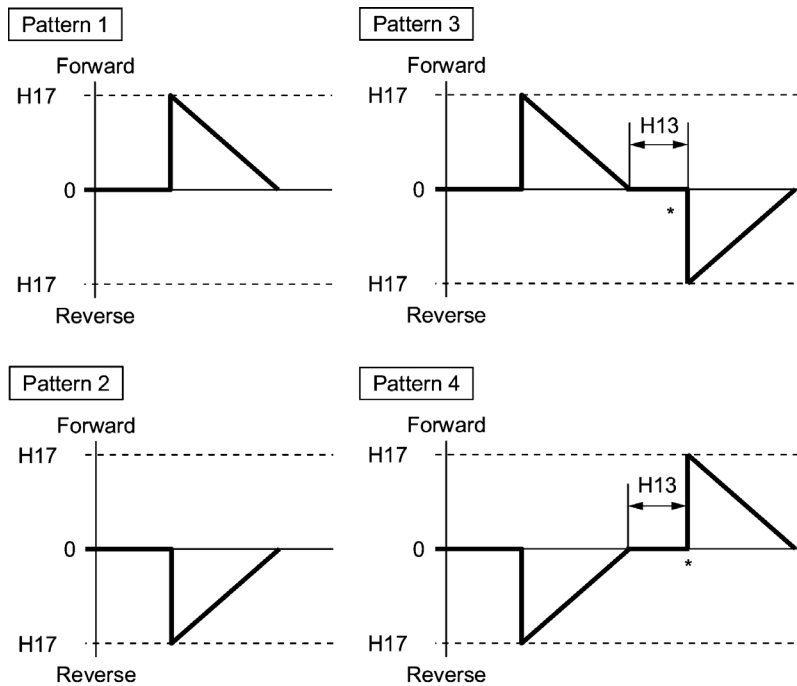 Pattern 1
Forward
H17
0
H17
Reverse
Pattern 3
Forward
H17
H13
0
*
H17
Reverse
Pattern 2
Forward
H17
0
H17
Reverse
Pattern 4
Forward
H17
H13
0
*
H17
Reverse